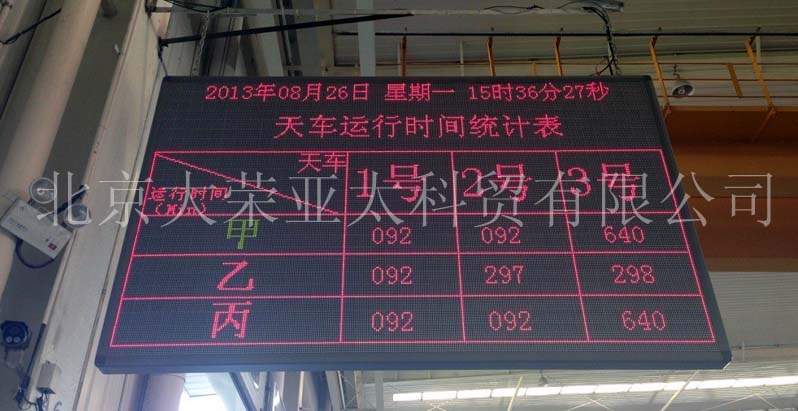 2013年08月26日 星期一 15时36分27秒
天车运行时间统计表
天车 1号 2号 3号
运行时间
(Min)
甲 092 092 640
乙 092 297 298
丙 092 092 640
北京大荣亚太科贸有限公司